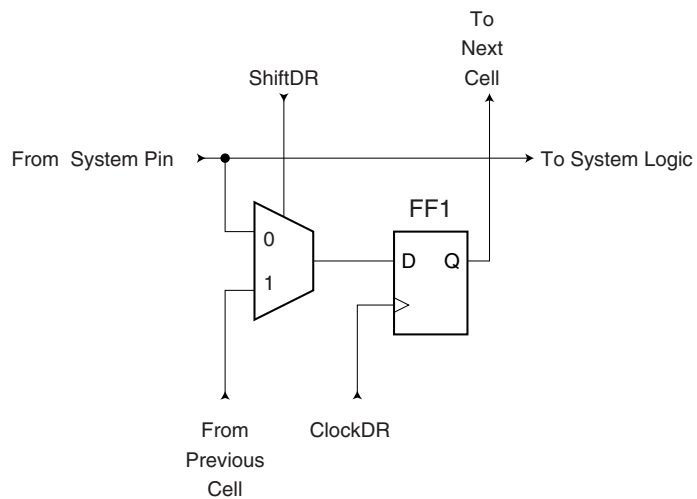 To
Next
Cell
ShiftDR
From System Pin
To System Logic
FF1
0
D Q
1
From
Previous
Cell
ClockDR